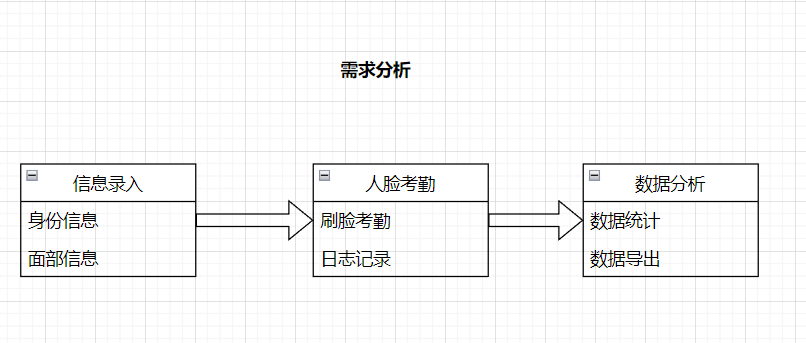 需求分析
信息录入
身份信息
面部信息
人脸考勤
刷脸考勤
日志记录
数据分析
数据统计
数据导出